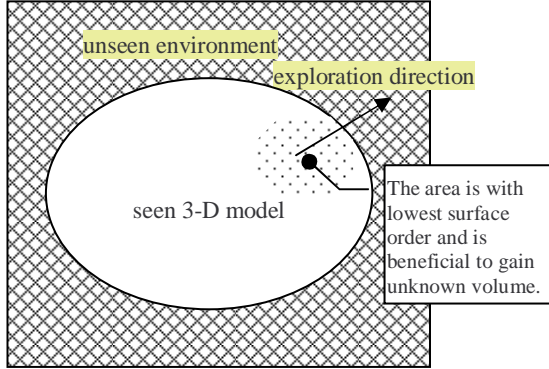 unseen environment
exploration direction
seen 3-D model
The area is with
lowest surface
order and is
beneficial to gain
unknown volume.